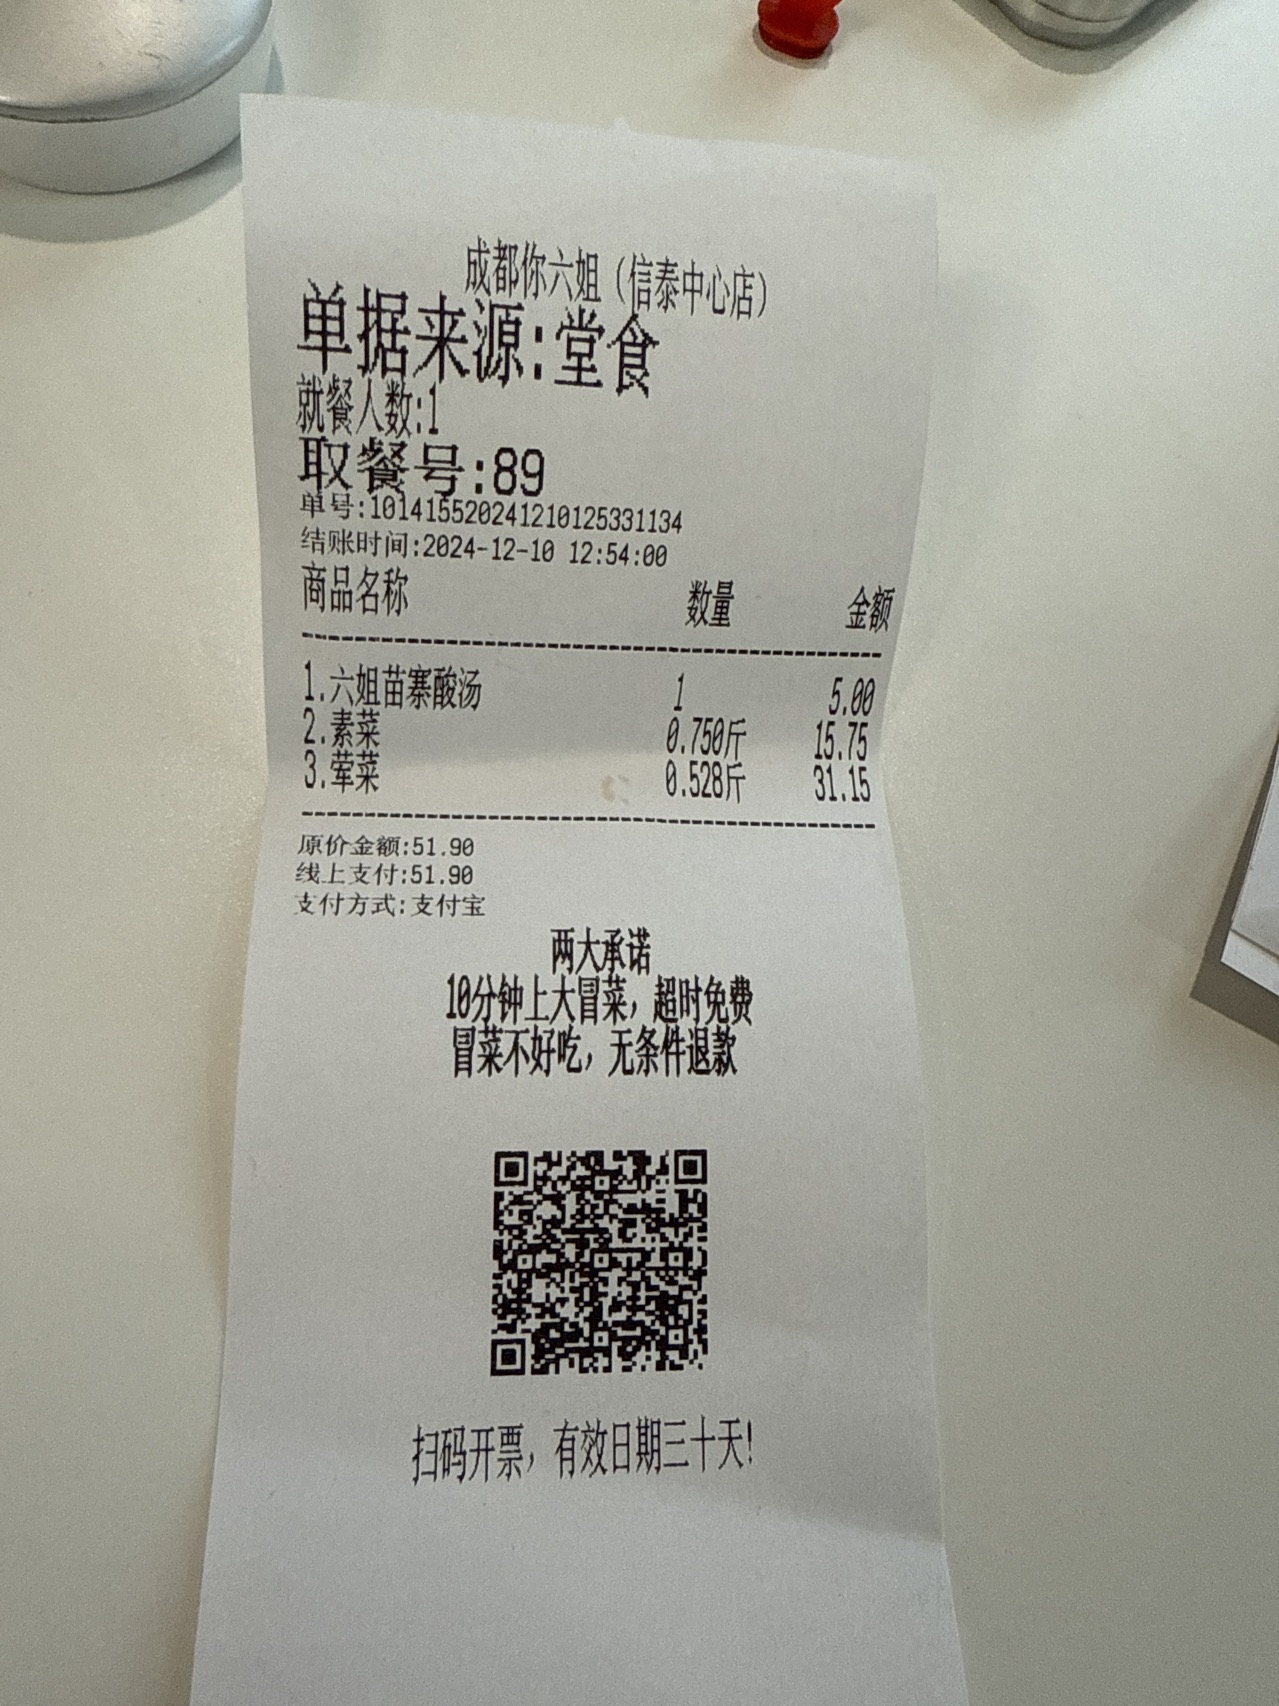 成都你六姐（信泰中心店）
单据来源:堂食
就餐人数:1
取餐号:89
单号:101415520241210125331134
结账时间:2024-12-10 12:54:00
商品名称 数量 金额
1.六姐苗寨酸汤 1 5.00
2.素菜 0.750斤 15.75
3.荤菜 0.528斤 31.15
原价金额:51.90
线上支付:51.90
支付方式:支付宝
两大承诺
10分钟上大冒菜，超时免费
冒菜不好吃，无条件退款
扫码开票，有效日期三十天!